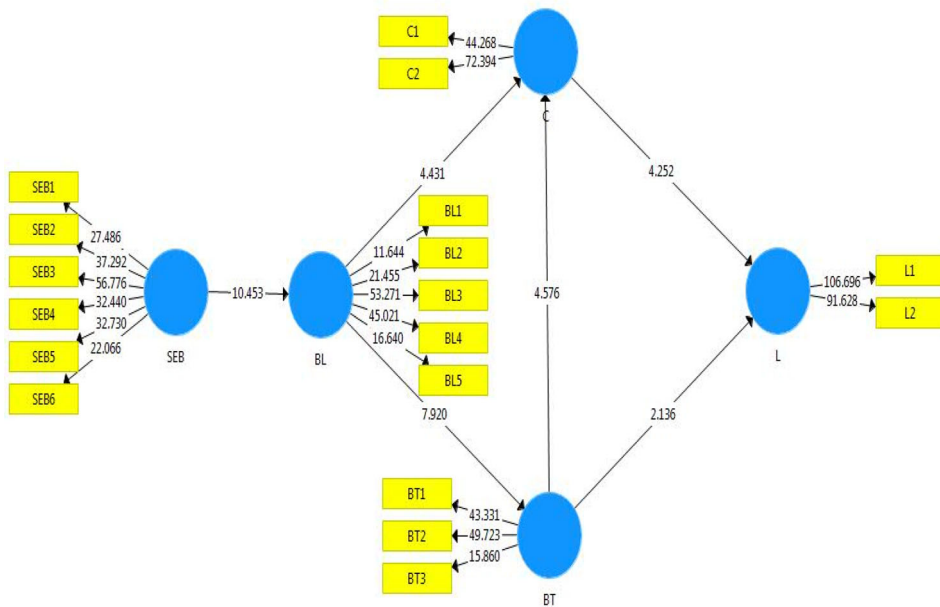 C1
44.268
C2
72.394
C
4.431
4.252
SEB1
27.486
SEB2
37.292
SEB3
56.776
SEB4
32.440
SEB5
32.730
SEB6
22.066
SEB
10.453
BL
BL1
11.644
BL2
21.455
BL3
53.271
BL4
45.021
BL5
16.640
4.576
L1
106.696
L2
91.628
L
7.920
2.136
BT1
43.331
BT2
49.723
BT3
15.860
BT